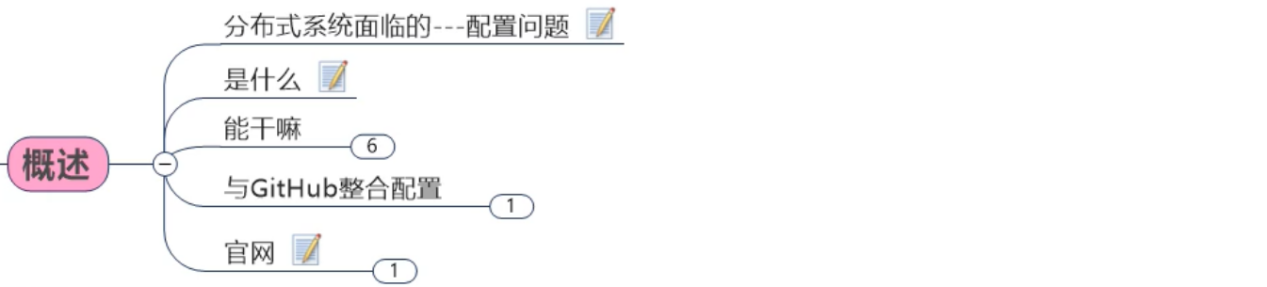 分布式系统面临的---配置问题
是什么
能干嘛
6
概述
与GitHub整合配置
1
官网
1